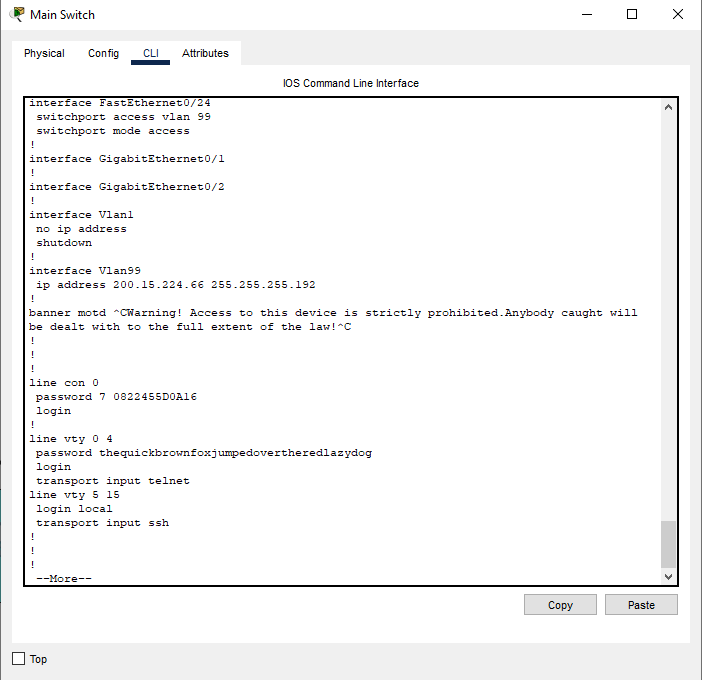 Main Switch
Physical Config CLI Attributes
IOS Command Line Interface
interface FastEthernet0/24
 switchport access vlan 99
 switchport mode access
!
interface GigabitEthernet0/1
!
interface GigabitEthernet0/2
!
interface Vlan1
 no ip address
 shutdown
!
interface Vlan99
 ip address 200.15.224.66 255.255.255.192
!
banner motd ^CWarning! Access to this device is strictly prohibited.Anybody caught will
be dealt with to the full extent of the law!^C
!
!
!
line con 0
 password 7 0822455D0A16
 login
!
line vty 0 4
 password thequickbrownfoxjumpedovertheredlazydog
 login
 transport input telnet
line vty 5 15
 login local
 transport input ssh
!
!
!
 --More--
Copy Paste
Top